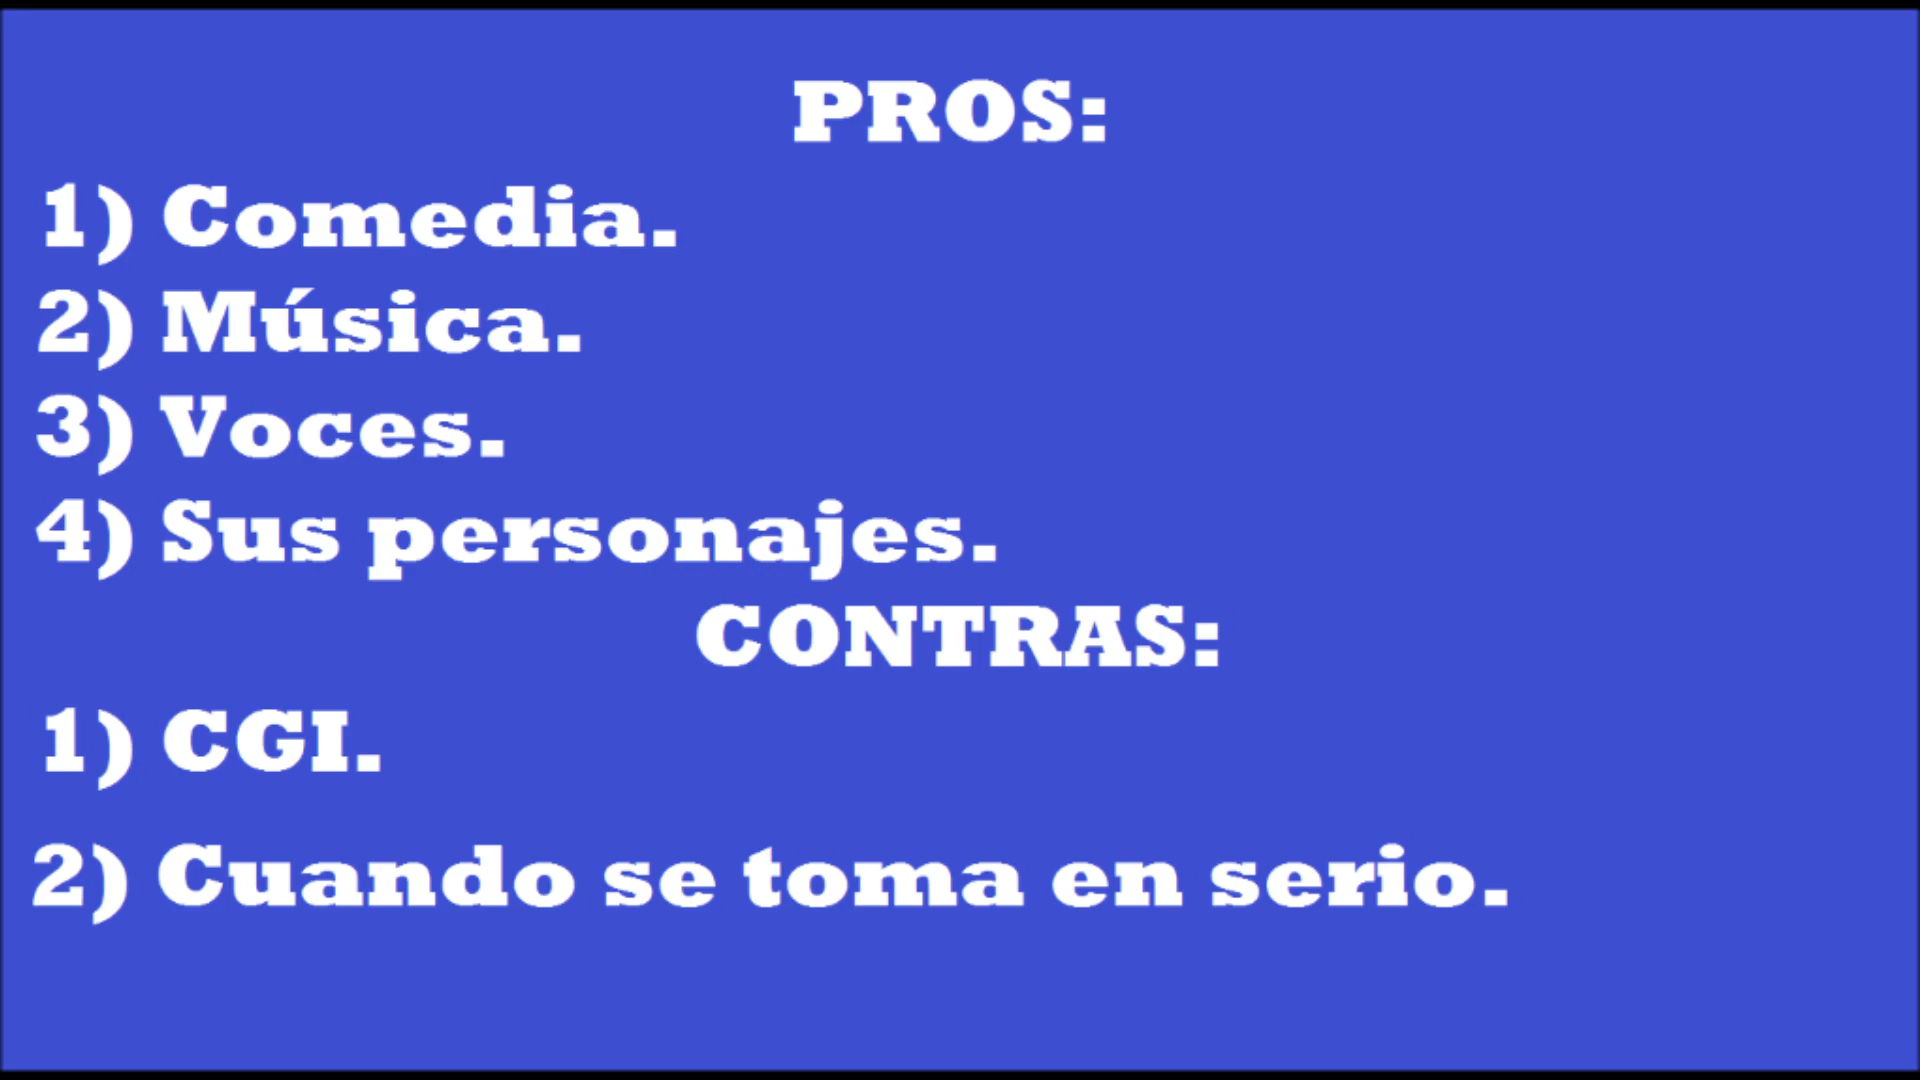 PROS:
1) Comedia.
2) Música.
3) Voces.
4) Sus personajes.
CONTRAS:
1) CGI.
2) Cuando se toma en serio.